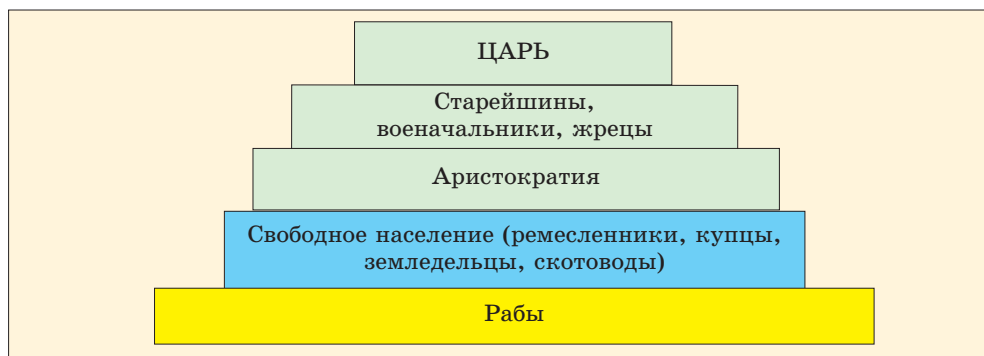 ЦАРЬ
Старейшины,
военачальники, жрецы
Аристократия
Свободное население (ремесленники, купцы,
земледельцы, скотоводы)
Рабы